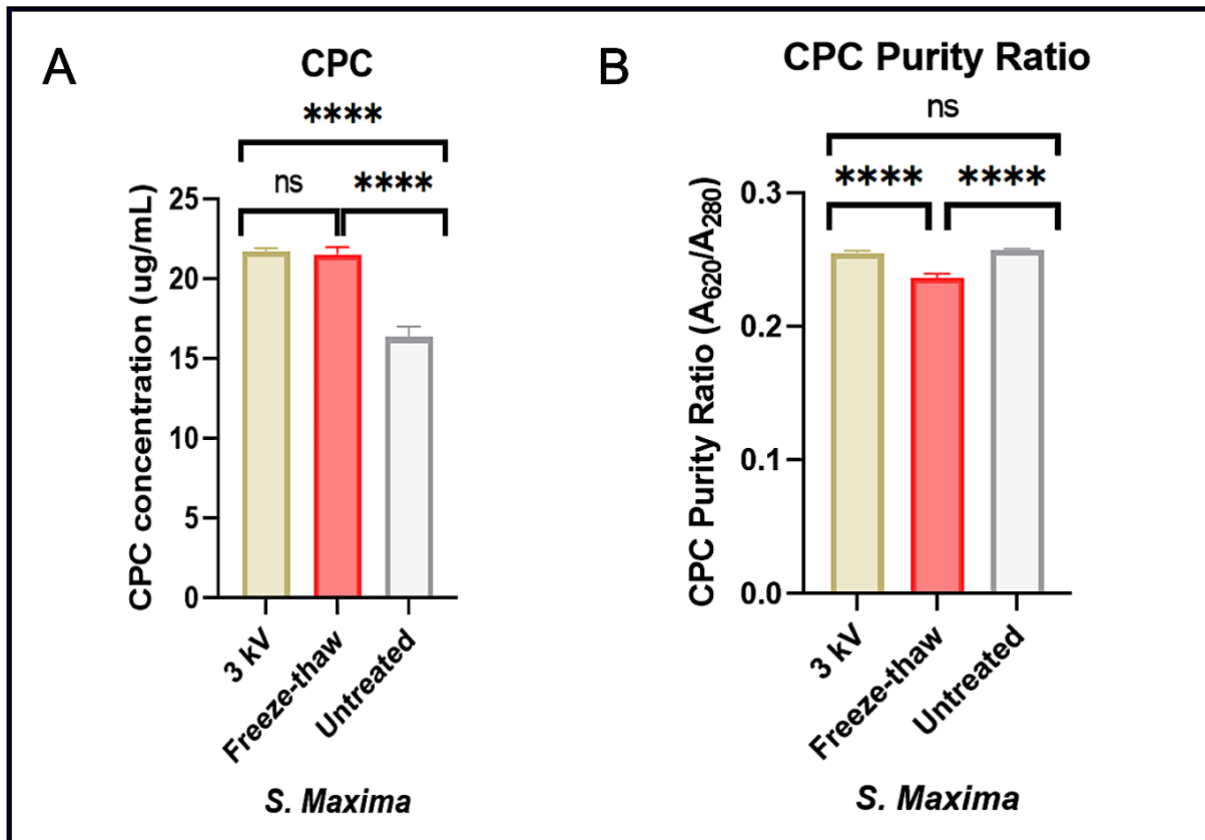 A
CPC
****
ns
****
CPC concentration (ug/mL)
25
20
15
10
5
0
3 kV
Freeze-thaw
Untreated
S. Maxima
B
CPC Purity Ratio
ns
****
****
CPC Purity Ratio (A620/A280)
0.3
0.2
0.1
0.0
3 kV
Freeze-thaw
Untreated
S. Maxima